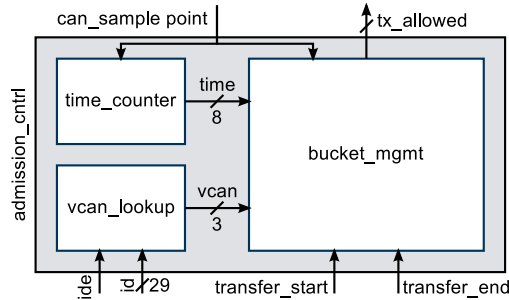 can_sample point
tx_allowed
admission_cntrl
time_counter
time
8
bucket_mgmt
vcan_lookup
vcan
3
ide
id
29
transfer_start
transfer_end